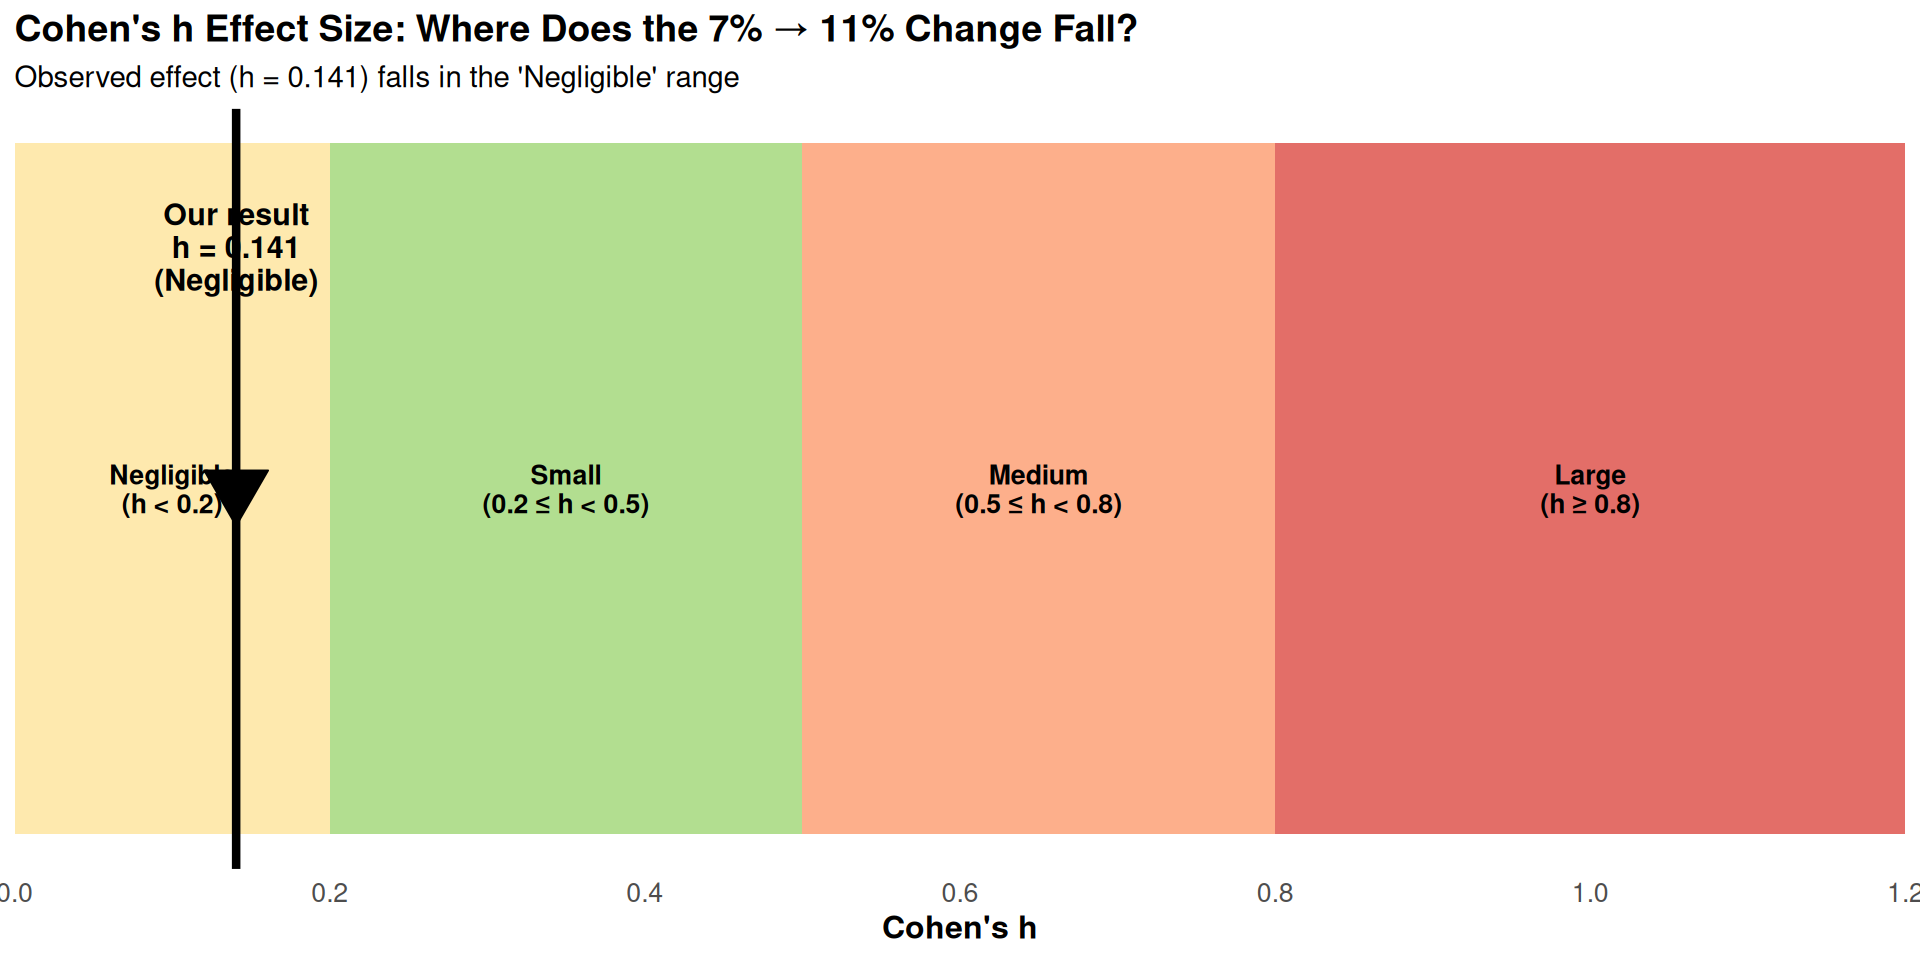 Cohen's h Effect Size: Where Does the 7% → 11% Change Fall?
Observed effect (h = 0.141) falls in the 'Negligible' range
Our result
h = 0.141
(Negligible)
Negligible
(h < 0.2)
Small
(0.2 ≤ h < 0.5)
Medium
(0.5 ≤ h < 0.8)
Large
(h ≥ 0.8)
0.0
0.2
0.4
0.6
0.8
1.0
1.2
Cohen's h